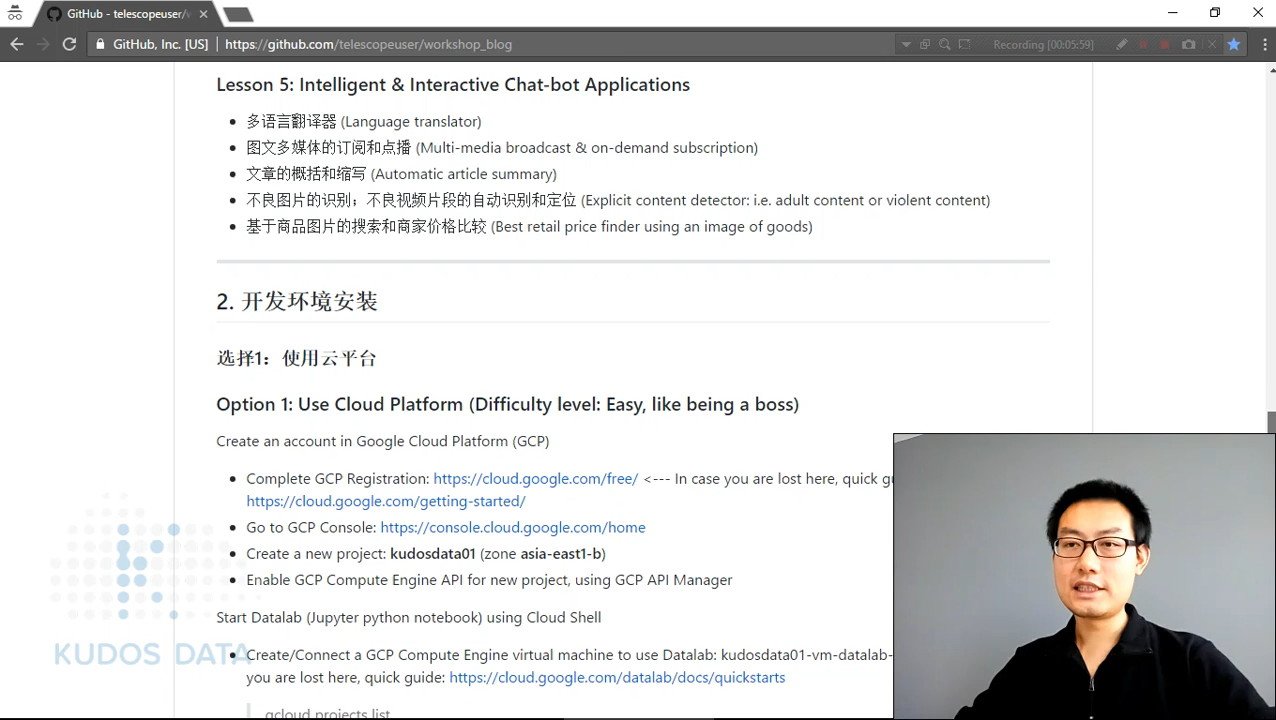 GitHub - telescopeuser/w
GitHub, Inc. [US] https://github.com/telescopeuser/workshop_blog
Recording [00:05:59]
Lesson 5: Intelligent & Interactive Chat-bot Applications
多语言翻译器 (Language translator)
图文多媒体的订阅和点播 (Multi-media broadcast & on-demand subscription)
文章的概括和缩写 (Automatic article summary)
不良图片的识别；不良视频片段的自动识别和定位 (Explicit content detector: i.e. adult content or violent content)
基于商品图片的搜索和商家价格比较 (Best retail price finder using an image of goods)
2. 开发环境安装
选择1：使用云平台
Option 1: Use Cloud Platform (Difficulty level: Easy, like being a boss)
Create an account in Google Cloud Platform (GCP)
Complete GCP Registration: https://cloud.google.com/free/ <--- In case you are lost here, quick gu
https://cloud.google.com/getting-started/
Go to GCP Console: https://console.cloud.google.com/home
Create a new project: kudosdata01 (zone asia-east1-b)
Enable GCP Compute Engine API for new project, using GCP API Manager
Start Datalab (Jupyter python notebook) using Cloud Shell
KUDOS DATA
Create/Connect a GCP Compute Engine virtual machine to use Datalab: kudosdata01-vm-datalab-
you are lost here, quick guide: https://cloud.google.com/datalab/docs/quickstarts
gcloud projects list